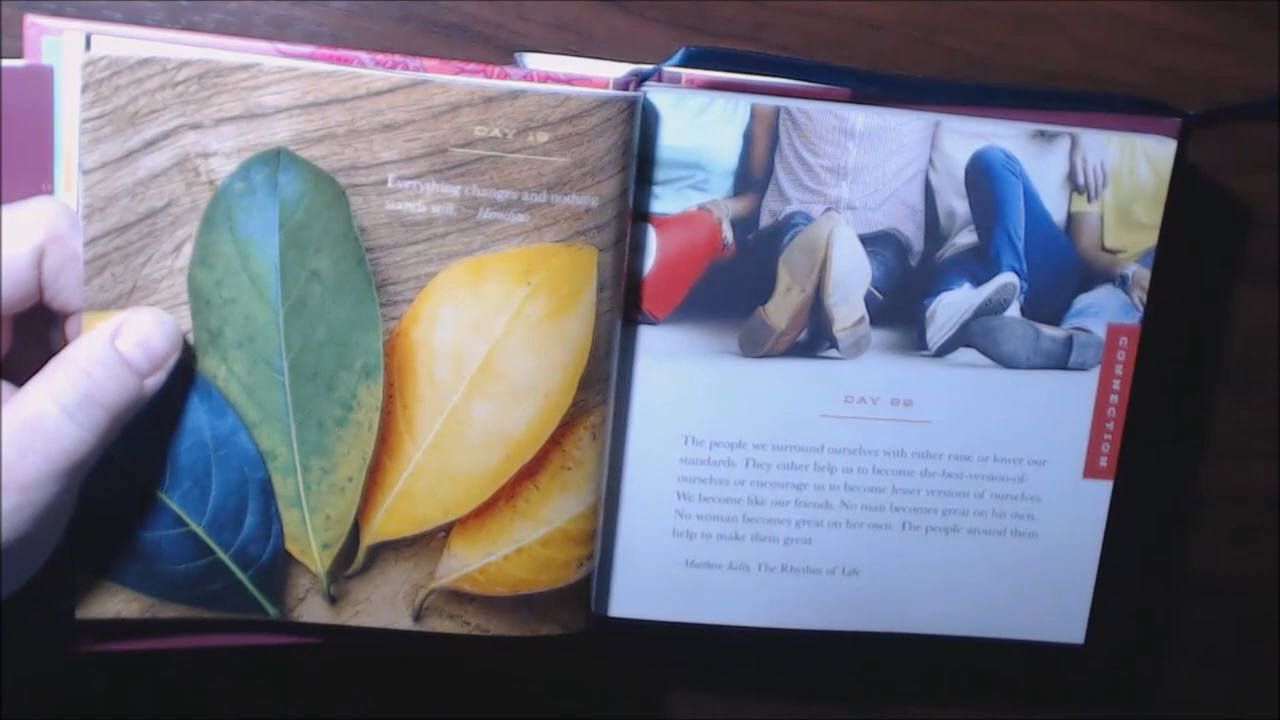 DAY 19
Everything changes and nothing
stands still. — Heraclitus
DAY 20
The people we surround ourselves with either raise or lower our
standards. They either help us to become the-best-version-of-
ourselves or encourage us to become lesser versions of ourselves.
We become like our friends. No man becomes great on his own.
No woman becomes great on her own. The people around them
help to make them great.
—Matthew Kelly, The Rhythm of Life
CONNECTION